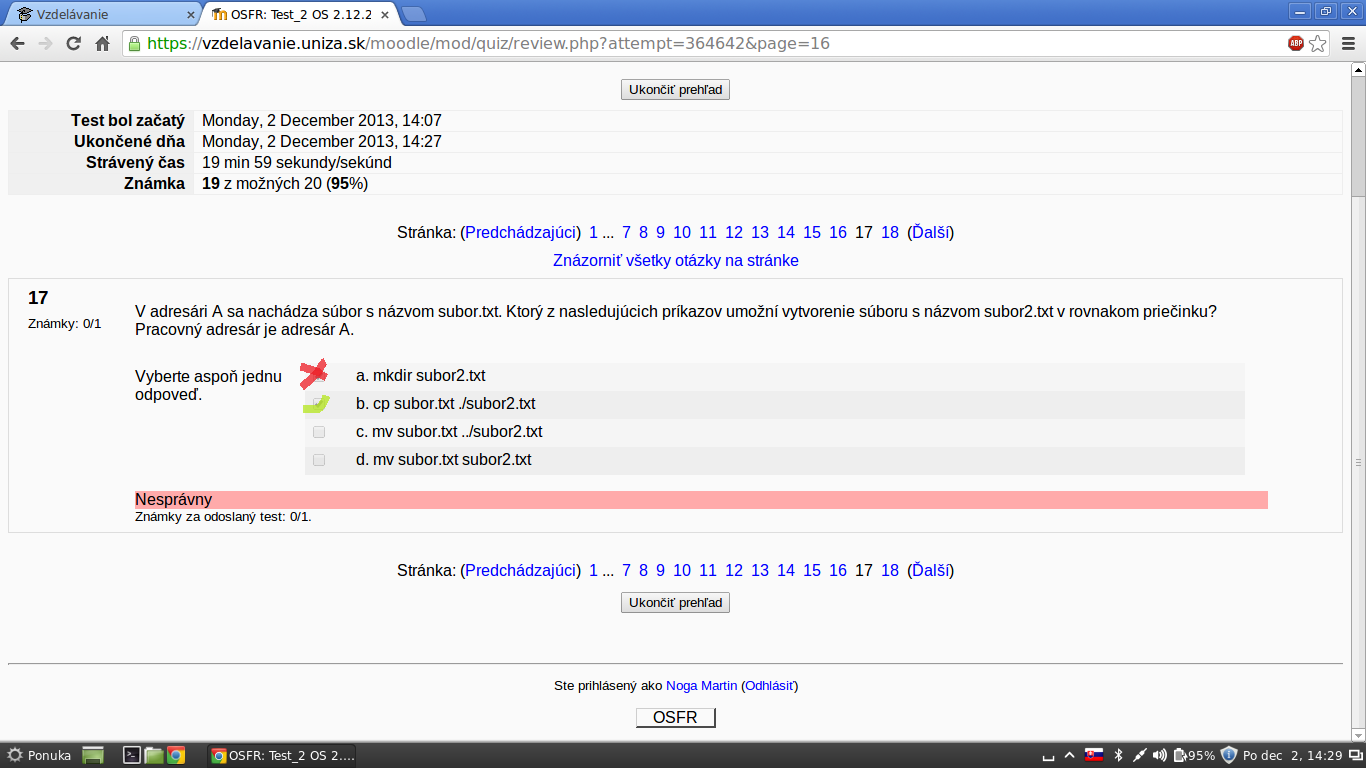 Vzdelávanie
OSFR: Test_2 OS 2.12.2
https://vzdelavanie.uniza.sk/moodle/mod/quiz/review.php?attempt=364642&page=16
ABP
Ukončiť prehľad
Test bol začatý Monday, 2 December 2013, 14:07
Ukončené dňa Monday, 2 December 2013, 14:27
Strávený čas 19 min 59 sekundy/sekúnd
Známka 19 z možných 20 (95%)
Stránka: (Predchádzajúci) 1 ... 7 8 9 10 11 12 13 14 15 16 17 18 (Ďalší)
Znázorniť všetky otázky na stránke
17
Známky: 0/1
V adresári A sa nachádza súbor s názvom subor.txt. Ktorý z nasledujúcich príkazov umožní vytvorenie súboru s názvom subor2.txt v rovnakom priečinku?
Pracovný adresár je adresár A.
Vyberte aspoň jednu
odpoveď.
a. mkdir subor2.txt
b. cp subor.txt ./subor2.txt
c. mv subor.txt ../subor2.txt
d. mv subor.txt subor2.txt
Nesprávny
Známky za odoslaný test: 0/1.
Stránka: (Predchádzajúci) 1 ... 7 8 9 10 11 12 13 14 15 16 17 18 (Ďalší)
Ukončiť prehľad
Ste prihlásený ako Noga Martin (Odhlásiť)
OSFR
Ponuka
OSFR: Test_2 OS 2....
95%
Po dec 2, 14:29